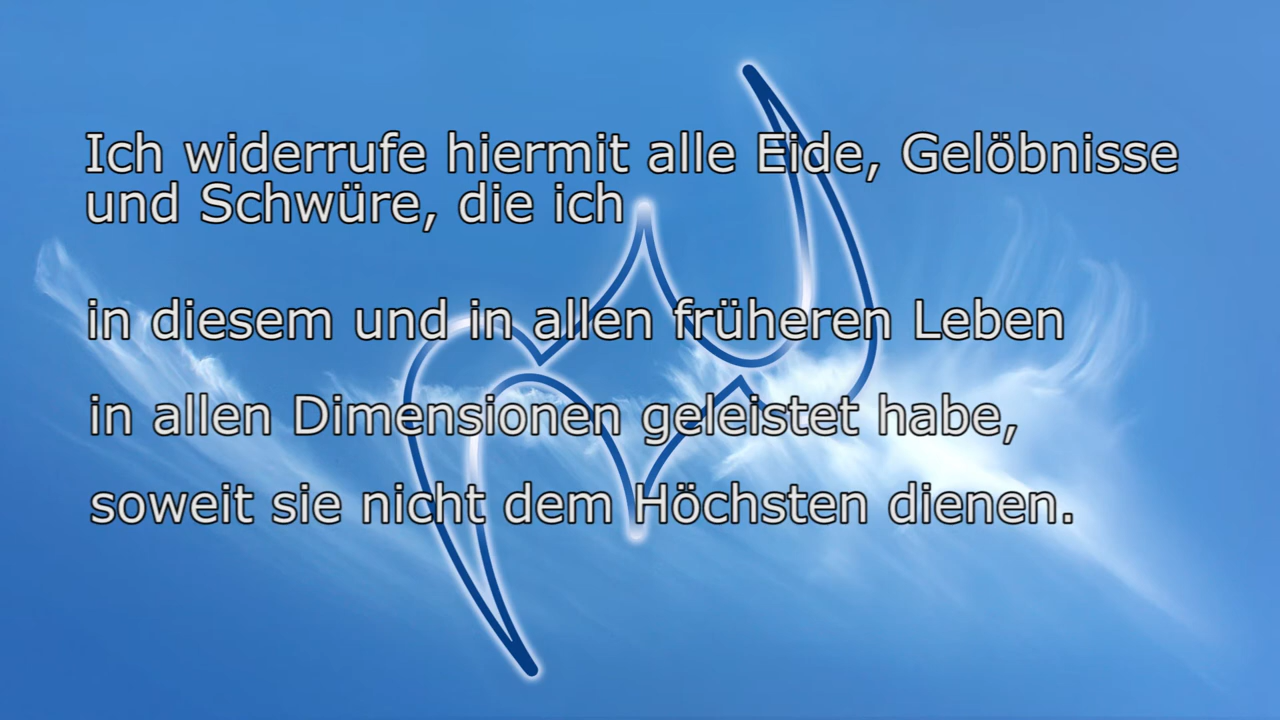 Ich widerrufe hiermit alle Eide, Gelöbnisse
und Schwüre, die ich
in diesem und in allen früheren Leben
in allen Dimensionen geleistet habe,
soweit sie nicht dem Höchsten dienen.